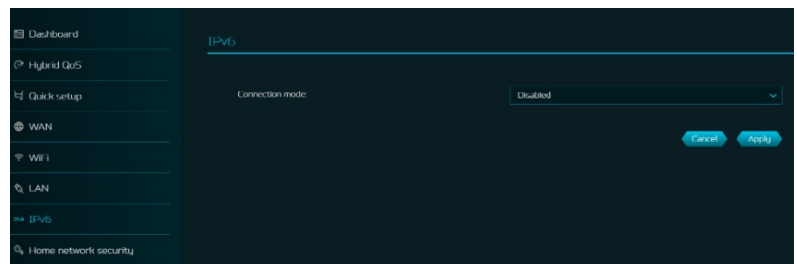 Dashboard
IPv6
Hybrid QoS
Quick setup
Connection mode:
Disabled
WAN
Cancel
Apply
WiFi
LAN
IPv6
Home network security